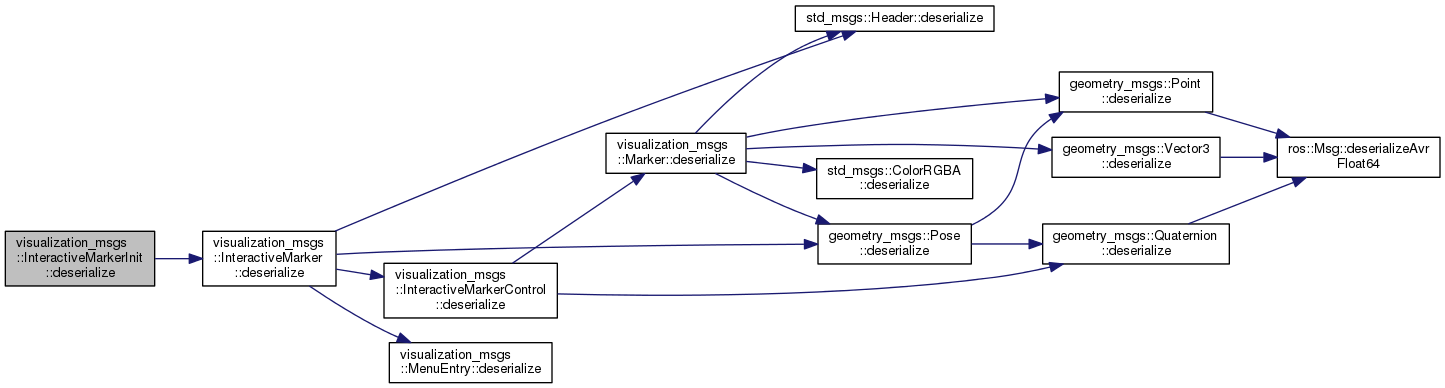 visualization_msgs
::InteractiveMarkerInit
::deserialize
visualization_msgs
::InteractiveMarker
::deserialize
std_msgs::Header::deserialize
visualization_msgs
::Marker::deserialize
visualization_msgs
::InteractiveMarkerControl
::deserialize
visualization_msgs
::MenuEntry::deserialize
std_msgs::ColorRGBA
::deserialize
geometry_msgs::Pose
::deserialize
geometry_msgs::Point
::deserialize
geometry_msgs::Vector3
::deserialize
geometry_msgs::Quaternion
::deserialize
ros::Msg::deserializeAvr
Float64